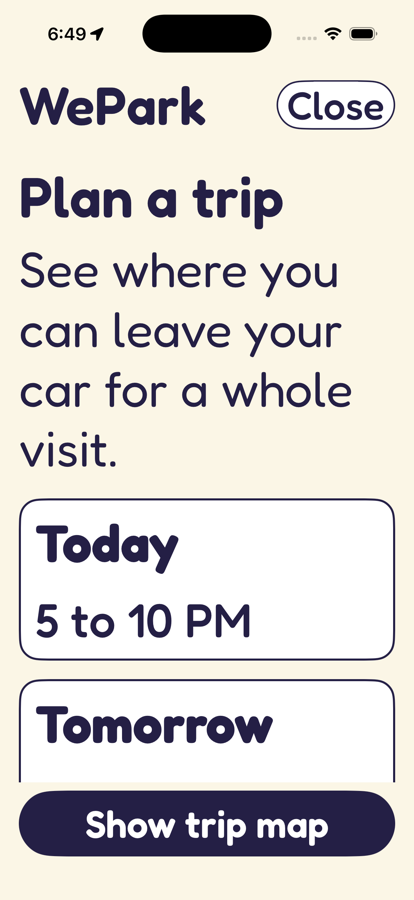 6:49
WePark
Close
Plan a trip
See where you
can leave your
car for a whole
visit.
Today
5 to 10 PM
Tomorrow
Show trip map